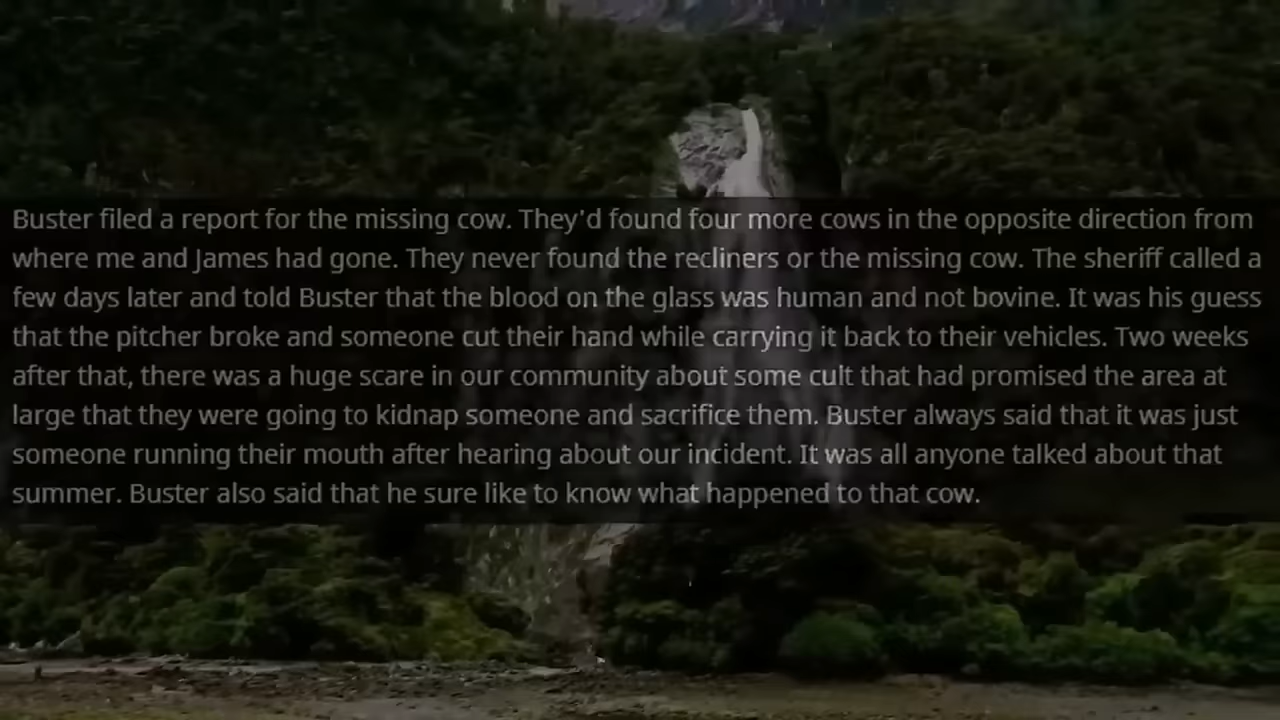 Buster filed a report for the missing cow. They'd found four more cows in the opposite direction from
where me and James had gone. They never found the recliners or the missing cow. The sheriff called a
few days later and told Buster that the blood on the glass was human and not bovine. It was his guess
that the pitcher broke and someone cut their hand while carrying it back to their vehicles. Two weeks
after that, there was a huge scare in our community about some cult that had promised the area at
large that they were going to kidnap someone and sacrifice them. Buster always said that it was just
someone running their mouth after hearing about our incident. It was all anyone talked about that
summer. Buster also said that he sure like to know what happened to that cow.